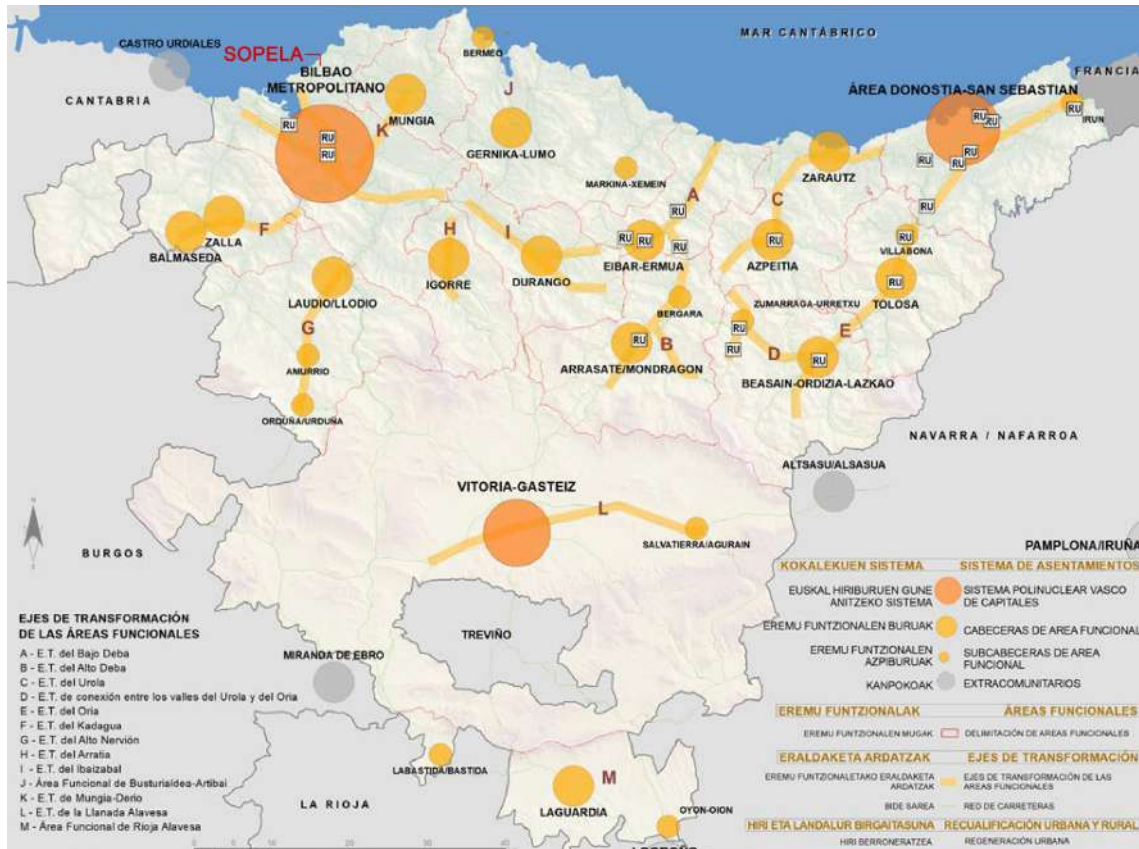 MAR CANTÁBRICO
CASTRO URDIALES
SOPELA
BERMEO
FRANCIA
BILBAO
METROPOLITANO
ÁREA DONOSTIA-SAN SEBASTIAN
CANTABRIA
J
MUNGIA
RU
IRUN
K
RU
GERNIKA-LUMO
RU
RU
RU
RU
RU
RU
RU
MARKINA-XEMEIN
ZARAUTZ
A
C
RU
RU
F
ZALLA
BALMASEDA
H
I
RU
RU
RU
RU
RU
VILLABONA
EIBAR-ERMUA
AZPEITIA
IGORRE
DURANGO
LAUDIO/LLODIO
RU
TOLOSA
ZUMARRAGA-URRETXU
BERGARA
G
RU
E
RU
B
RU
D
RU
AMURRIO
ARRASATE/MONDRAGON
BEASAIN-ORDIZIA-LAZKAO
ORDUÑA/URDUÑA
NAVARRA / NAFARROA
ALTSASU/ALSASUA
VITORIA-GASTEIZ
L
SALVATIERRA/AGURAIN
BURGOS
TREVIÑO
MIRANDA DE EBRO
LABASTIDA/BASTIDA
LA RIOJA
M
LAGUARDIA
OYON-OION
PAMPLONA/IRUÑA
EJES DE TRANSFORMACIÓN
DE LAS ÁREAS FUNCIONALES
A - E.T. del Bajo Deba
B - E.T. del Alto Deba
C - E.T. del Urola
D - E.T. de conexión entre los valles del Urola y del Oria
E - E.T. del Oria
F - E.T. del Kadagua
G - E.T. del Alto Nervión
H - E.T. del Arratia
I - E.T. del Ibaizabal
J - Área Funcional de Busturialdea-Artibai
K - E.T. de Mungia-Derio
L - E.T. de la Llanada Alavesa
M - Área Funcional de Rioja Alavesa
KOKALEKUEN SISTEMA SISTEMA DE ASENTAMIENTOS
EUSKAL HIRIBURUEN GUNE
ANITZEKO SISTEMA
SISTEMA POLINUCLEAR VASCO
DE CAPITALES
EREMU FUNTZIONALEN BURUAK CABECERAS DE AREA FUNCIONAL
EREMU FUNTZIONALEN
AZPIBURUAK
SUBCABECERAS DE AREA
FUNCIONAL
KANPOKOAK EXTRACOMUNITARIOS
EREMU FUNTZIONALAK ÁREAS FUNCIONALES
EREMU FUNTZIONALEN MUGAK DELIMITACIÓN DE AREAS FUNCIONALES
ERALDAKETA ARDATZAK EJES DE TRANSFORMACIÓN
EREMU FUNTZIONALETAKO ERALDAKETA
ARDATZAK
EJES DE TRANSFORMACIÓN DE LAS
AREAS FUNCIONALES
BIDE SAREA RED DE CARRETERAS
HIRI ETA LANDALUR BIRGAITASUNA RECUALIFICACIÓN URBANA Y RURAL
HIRI BERRONERATZEA REGENERACIÓN URBANA